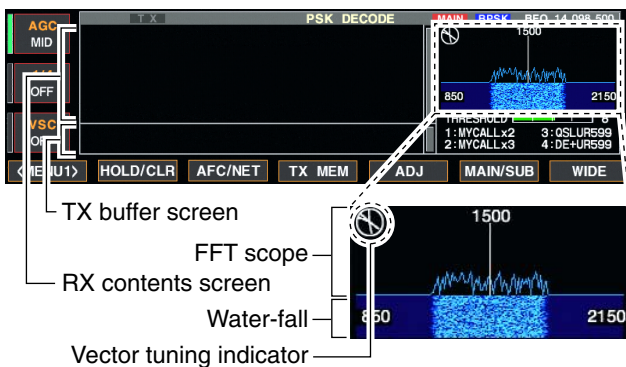 TX PSK DECODE MAIN BPSK
AGC
MID
OFF
VSC
1500
850 2150
THRESHOLD 8
1:MYCALLx2 3:QSLUR599
2:MYCALLx3 4:DE+UR599
HOLD/CLR AFC/NET TX MEM ADJ MAIN/SUB WIDE
TX buffer screen
1500
FFT scope
RX contents screen
Water-fall
850 2150
Vector tuning indicator